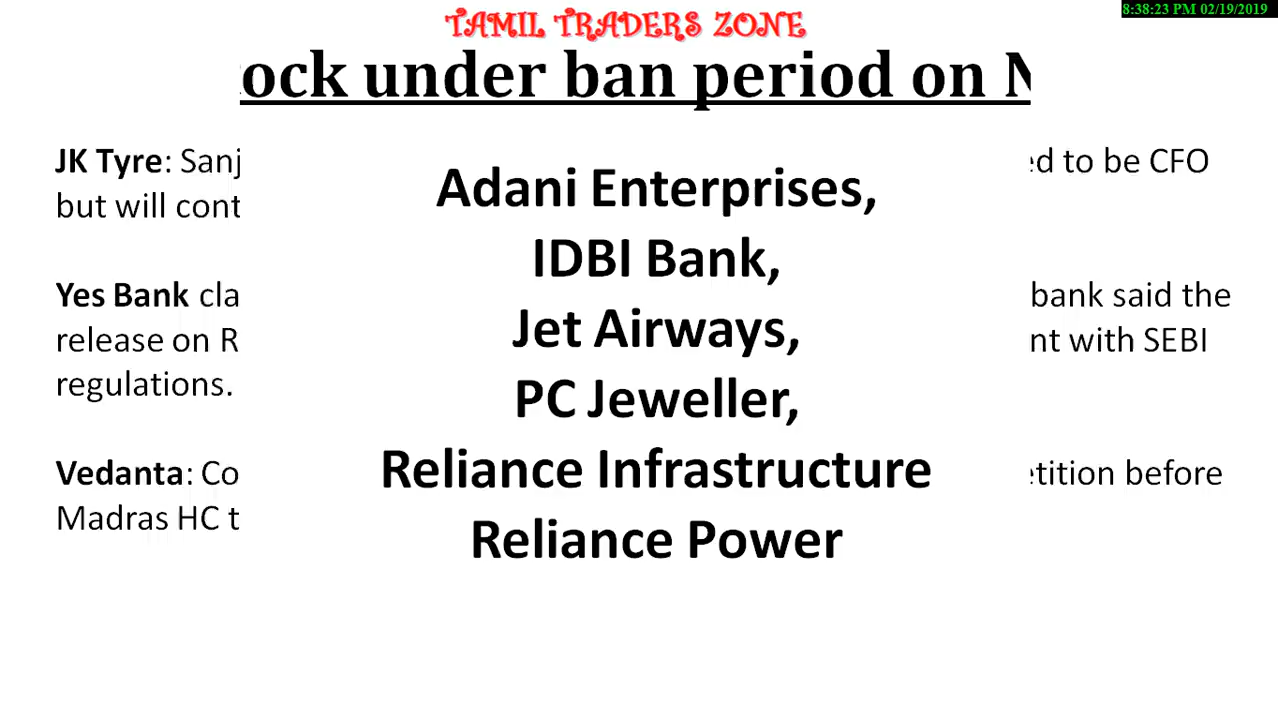 8:38:23 PM 02/19/2019
TAMIL TRADERS ZONE
ock under ban period on
JK Tyre: Sanj
ed to be CFO
but will cont
Adani Enterprises,
IDBI Bank,
Yes Bank cla
bank said the
Jet Airways,
release on R
nt with SEBI
regulations.
PC Jeweller,
Vedanta: Co
Reliance Infrastructure
etition before
Madras HC t
Reliance Power